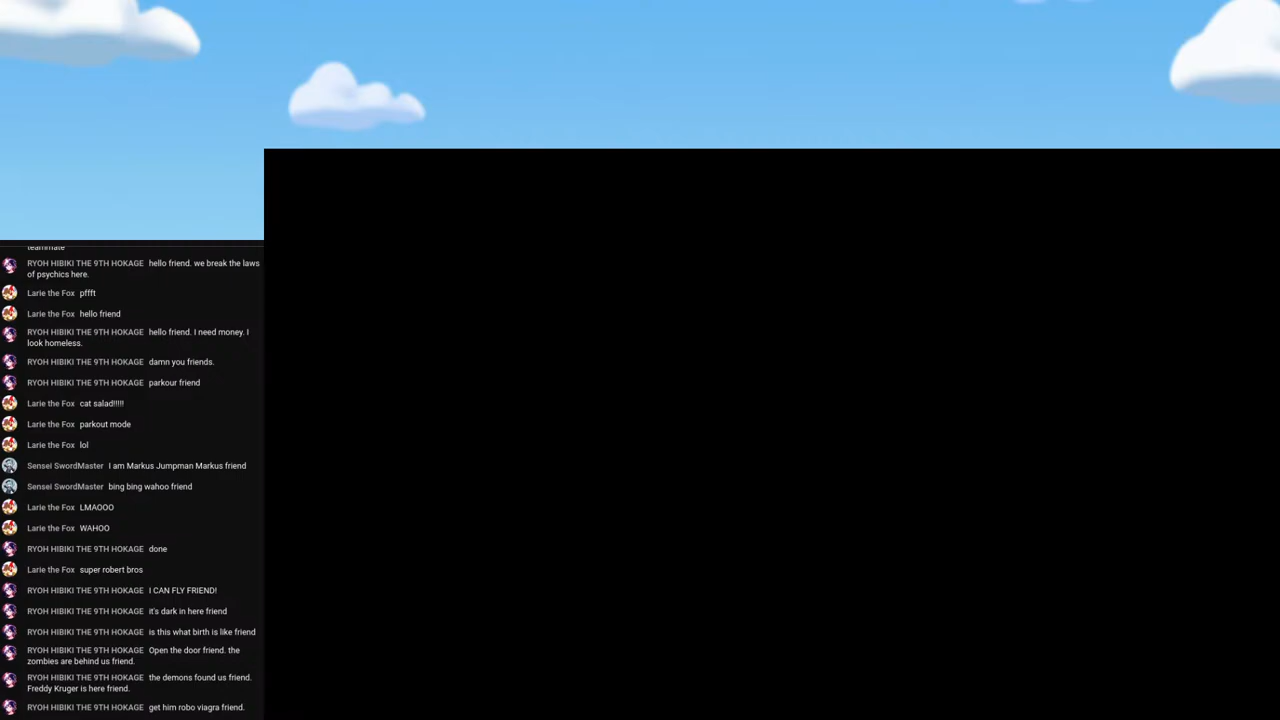 teammate
RYOH HIBIKI THE 9TH HOKAGE hello friend. we break the laws
of psychics here.
Larie the Fox pffft
Larie the Fox hello friend
RYOH HIBIKI THE 9TH HOKAGE hello friend. I need money. I
look homeless.
RYOH HIBIKI THE 9TH HOKAGE damn you friends.
RYOH HIBIKI THE 9TH HOKAGE parkour friend
Larie the Fox cat salad!!!!!
Larie the Fox parkout mode
Larie the Fox lol
Sensei SwordMaster I am Markus Jumpman Markus friend
Sensei SwordMaster bing bing wahoo friend
Larie the Fox LMAOOO
Larie the Fox WAHOO
RYOH HIBIKI THE 9TH HOKAGE done
Larie the Fox super robert bros
RYOH HIBIKI THE 9TH HOKAGE I CAN FLY FRIEND!
RYOH HIBIKI THE 9TH HOKAGE it's dark in here friend
RYOH HIBIKI THE 9TH HOKAGE is this what birth is like friend
RYOH HIBIKI THE 9TH HOKAGE Open the door friend. the
zombies are behind us friend.
RYOH HIBIKI THE 9TH HOKAGE the demons found us friend.
Freddy Kruger is here friend.
RYOH HIBIKI THE 9TH HOKAGE get him robo viagra friend.